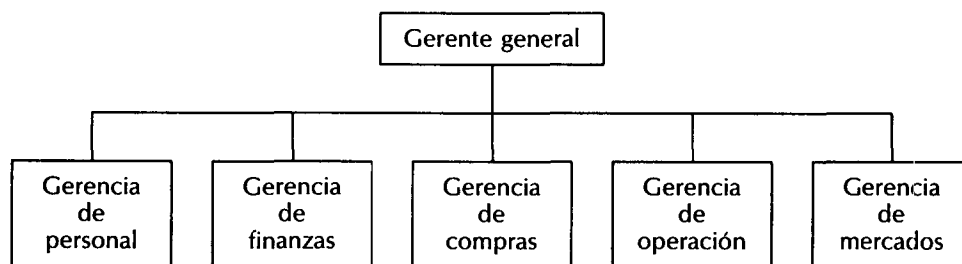 Gerente general
Gerencia
de
personal
Gerencia
de
finanzas
Gerencia
de
compras
Gerencia
de
operación
Gerencia
de
mercados